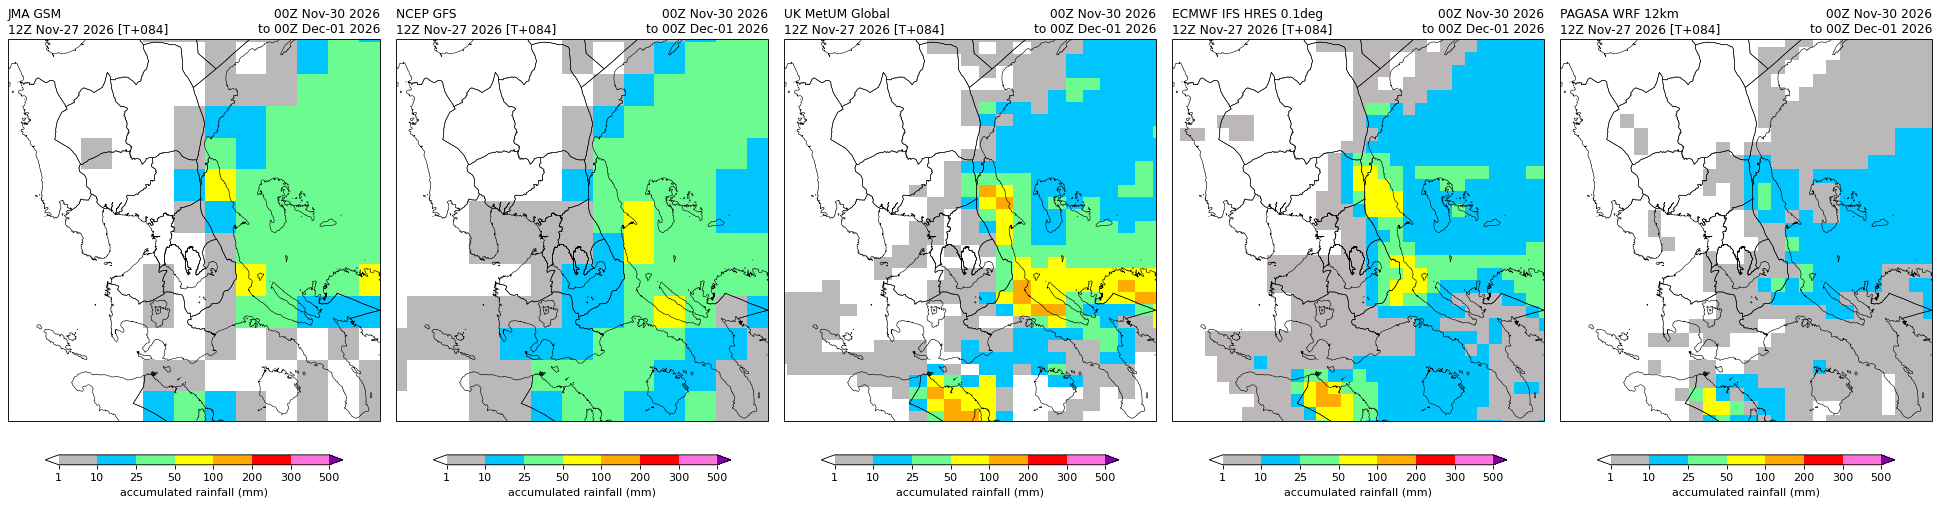 JMA GSM 00Z Nov-30 2026
12Z Nov-27 2026 [T+084] to 00Z Dec-01 2026
1 10 25 50 100 200 300 500
accumulated rainfall (mm)
NCEP GFS 00Z Nov-30 2026
12Z Nov-27 2026 [T+084] to 00Z Dec-01 2026
1 10 25 50 100 200 300 500
accumulated rainfall (mm)
UK MetUM Global 00Z Nov-30 2026
12Z Nov-27 2026 [T+084] to 00Z Dec-01 2026
1 10 25 50 100 200 300 500
accumulated rainfall (mm)
ECMWF IFS HRES 0.1deg 00Z Nov-30 2026
12Z Nov-27 2026 [T+084] to 00Z Dec-01 2026
1 10 25 50 100 200 300 500
accumulated rainfall (mm)
PAGASA WRF 12km 00Z Nov-30 2026
12Z Nov-27 2026 [T+084] to 00Z Dec-01 2026
1 10 25 50 100 200 300 500
accumulated rainfall (mm)